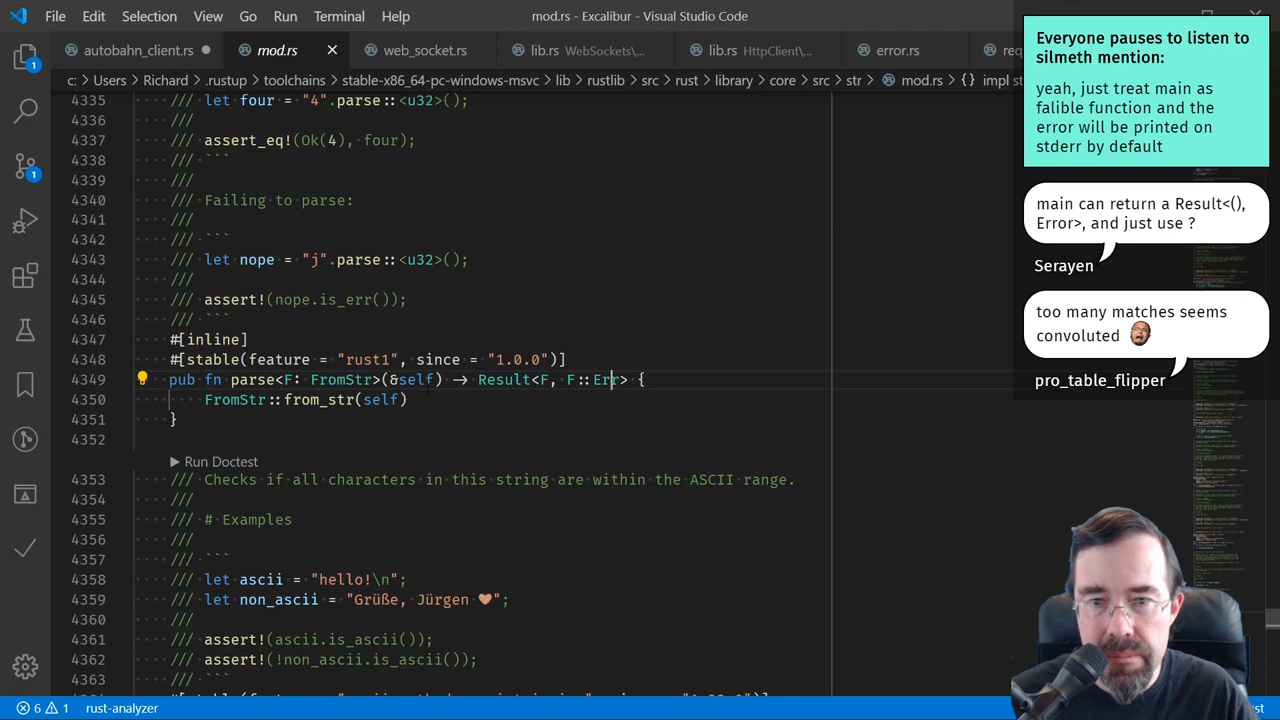 File Edit Selection View Go Run Terminal Help mod.rs - Excalibur - Visual Studio Code
autobahn_client.rs mod.rs web_socket.rs lib.rs WebSockets\... lib.rs HttpClient\... error.rs req
c: > Users > Richard > .rustup > toolchains > stable-x86_64-pc-windows-msvc > lib > rustlib > src > rust > library > core > src > str > mod.rs > {} impl st
4335 /// let four = "4".parse::<u32>();
4336 ///
4337 /// assert_eq!(Ok(4), four);
4338 /// ```
4339 ///
4340 /// Failing to parse:
4341 ///
4342 /// ```
4343 /// let nope = "j".parse::<u32>();
4344 ///
4345 /// assert!(nope.is_err());
4346 /// ```
4347 #[inline]
4348 #[stable(feature = "rust1", since = "1.0.0")]
4349 pub fn parse<F: FromStr>(&self) -> Result<F, F::Err> {
4350 FromStr::from_str(self)
4351 }
4352
Run Doctest
4353 /// Checks if all characters in this string are within the ASCII range.
4354 ///
4355 /// # Examples
4356 ///
4357 /// ```
4358 /// let ascii = "hello!\n";
4359 /// let non_ascii = "Grüße, Jürgen ❤";
4360 ///
4361 /// assert!(ascii.is_ascii());
4362 /// assert!(!non_ascii.is_ascii());
4363 /// ```
6 1 rust-analyzer
Everyone pauses to listen to
silmeth mention:
yeah, just treat main as
falible function and the
error will be printed on
stderr by default
main can return a Result<(),
Error>, and just use ?
Serayen
too many matches seems
convoluted
pro_table_flipper
1
1